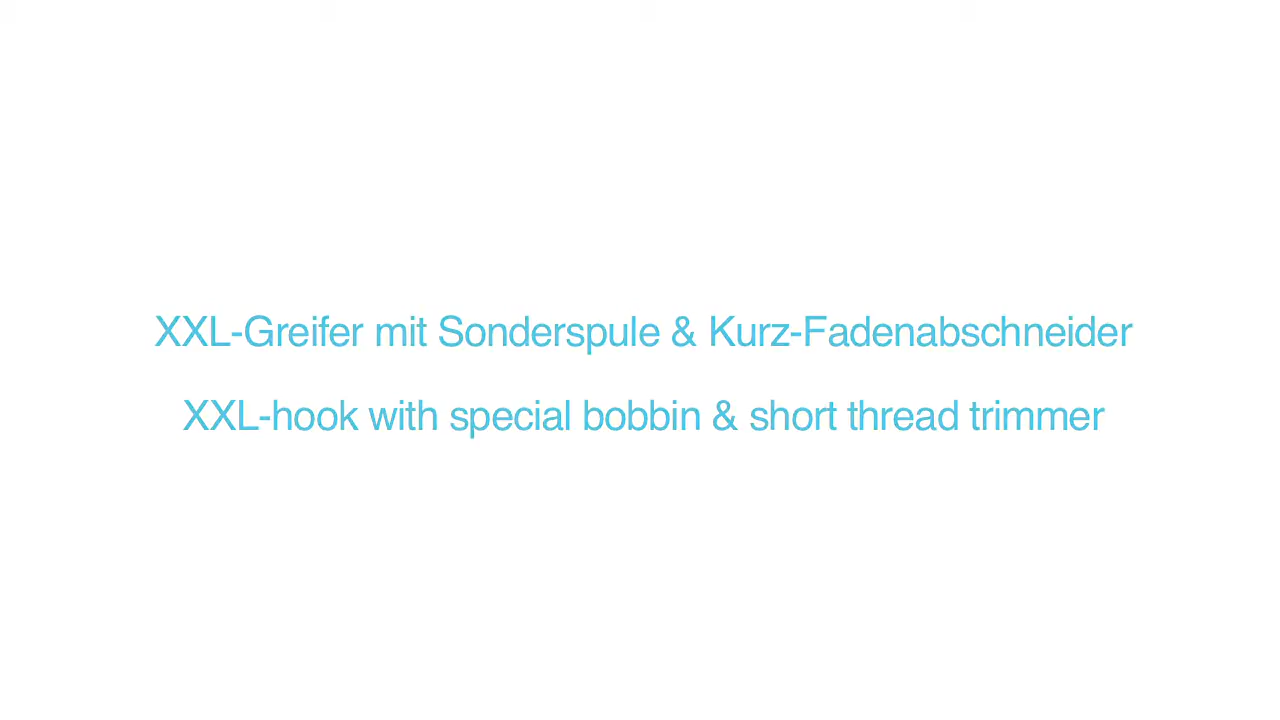 XXL-Greifer mit Sonderspule & Kurz-Fadenabschneider
XXL-hook with special bobbin & short thread trimmer